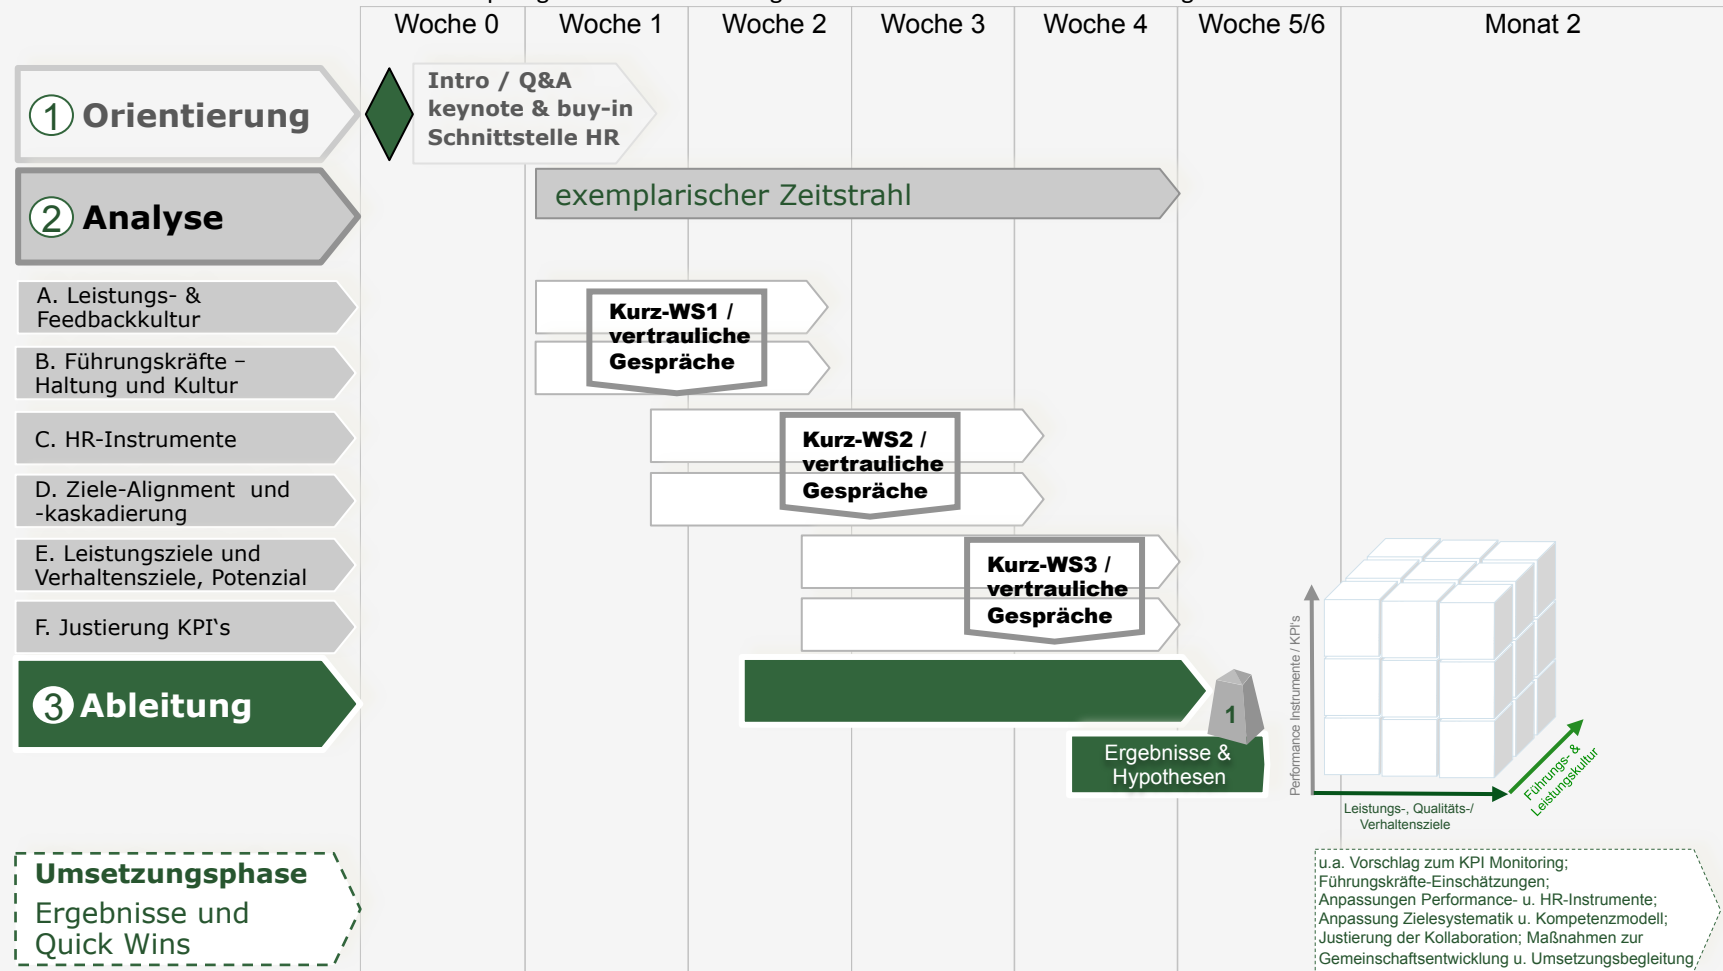 Woche 0
Woche 1
Woche 2
Woche 3
Woche 4
Woche 5/6
Monat 2
1 Orientierung
Intro / Q&A
keynote & buy-in
Schnittstelle HR
2 Analyse
exemplarischer Zeitstrahl
A. Leistungs- &
Feedbackkultur
Kurz-WS1 /
vertrauliche
Gespräche
B. Führungskräfte –
Haltung und Kultur
C. HR-Instrumente
Kurz-WS2 /
vertrauliche
Gespräche
D. Ziele-Alignment und
-kaskadierung
E. Leistungsziele und
Verhaltensziele, Potenzial
Kurz-WS3 /
vertrauliche
Gespräche
F. Justierung KPI‘s
3 Ableitung
1
Ergebnisse &
Hypothesen
Performance Instrumente / KPI's
Leistungs-, Qualitäts-/
Verhaltensziele
Führungs- &
Leistungskultur
Umsetzungsphase
Ergebnisse und
Quick Wins
u.a. Vorschlag zum KPI Monitoring;
Führungskräfte-Einschätzungen;
Anpassungen Performance- u. HR-Instrumente;
Anpassung Zielesystematik u. Kompetenzmodell;
Justierung der Kollaboration; Maßnahmen zur
Gemeinschaftsentwicklung u. Umsetzungsbegleitung